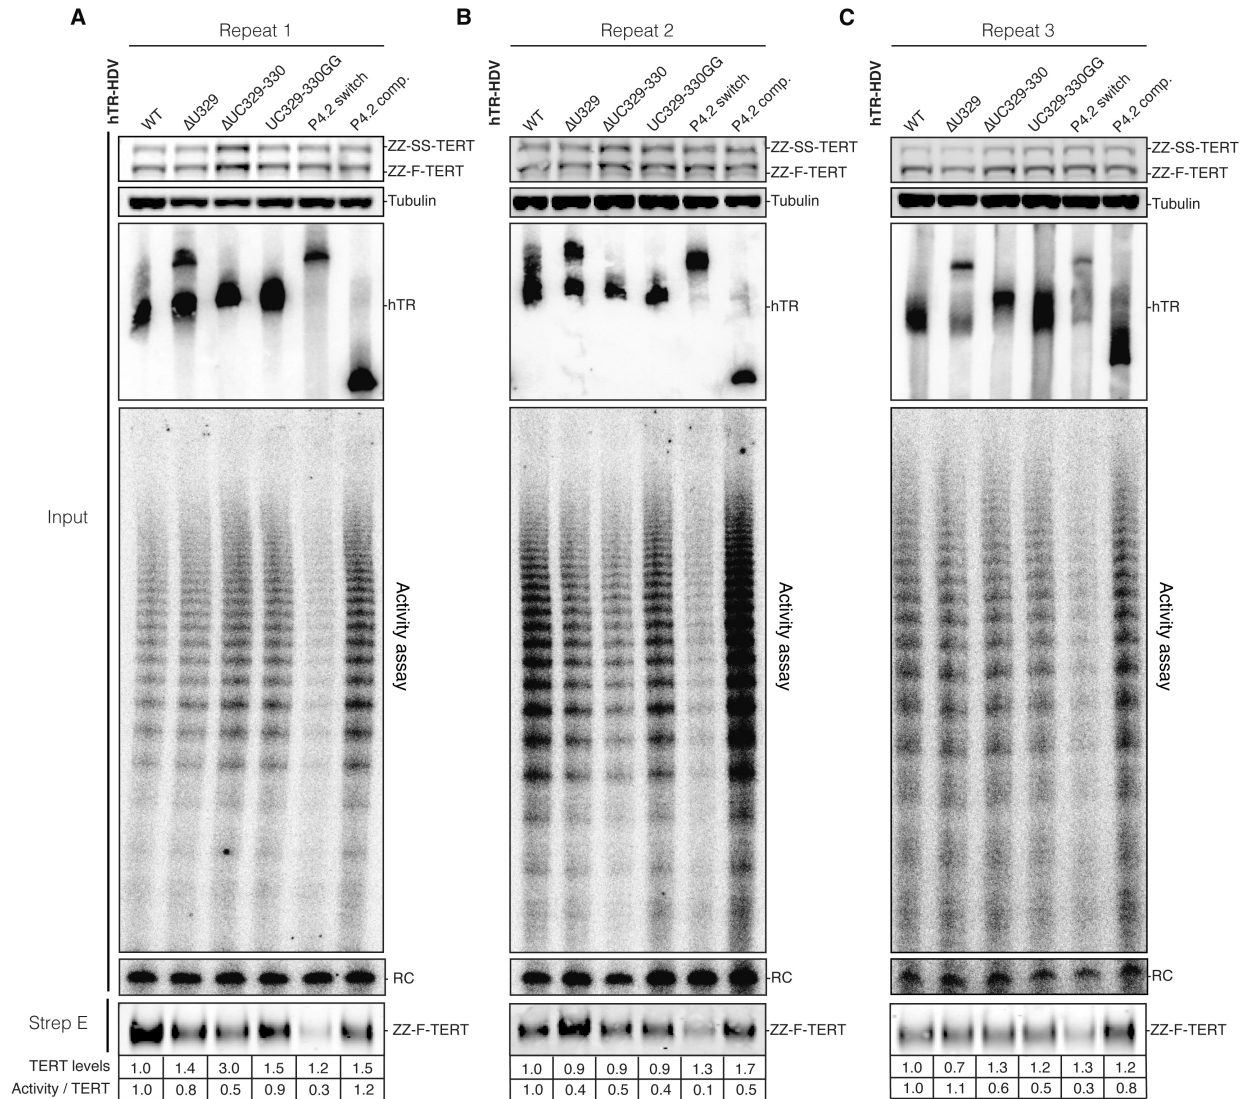 A
Repeat 1
hTR-HDV
WT
ΔU329
ΔUC329-330
UC329-330GG
P4.2 switch
P4.2 comp.
ZZ-SS-TERT
ZZ-F-TERT
Tubulin
hTR
Activity assay
RC
ZZ-F-TERT
B
Repeat 2
hTR-HDV
WT
ΔU329
ΔUC329-330
UC329-330GG
P4.2 switch
P4.2 comp.
ZZ-SS-TERT
ZZ-F-TERT
Tubulin
hTR
Activity assay
RC
ZZ-F-TERT
C
Repeat 3
hTR-HDV
WT
ΔU329
ΔUC329-330
UC329-330GG
P4.2 switch
P4.2 comp.
ZZ-SS-TERT
ZZ-F-TERT
Tubulin
hTR
Activity assay
RC
ZZ-F-TERT
Input
Strep E
TERT levels 1.0 1.4 3.0 1.5 1.2 1.5 1.0 0.9 0.9 0.9 1.3 1.7 1.0 0.7 1.3 1.2 1.3 1.2
Activity / TERT 1.0 0.8 0.5 0.9 0.3 1.2 1.0 0.4 0.5 0.4 0.1 0.5 1.0 1.1 0.6 0.5 0.3 0.8